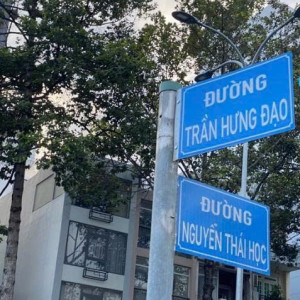 ĐƯỜNG
TRẦN HƯNG ĐẠO
ĐƯỜNG
NGUYỄN THÁI HỌC